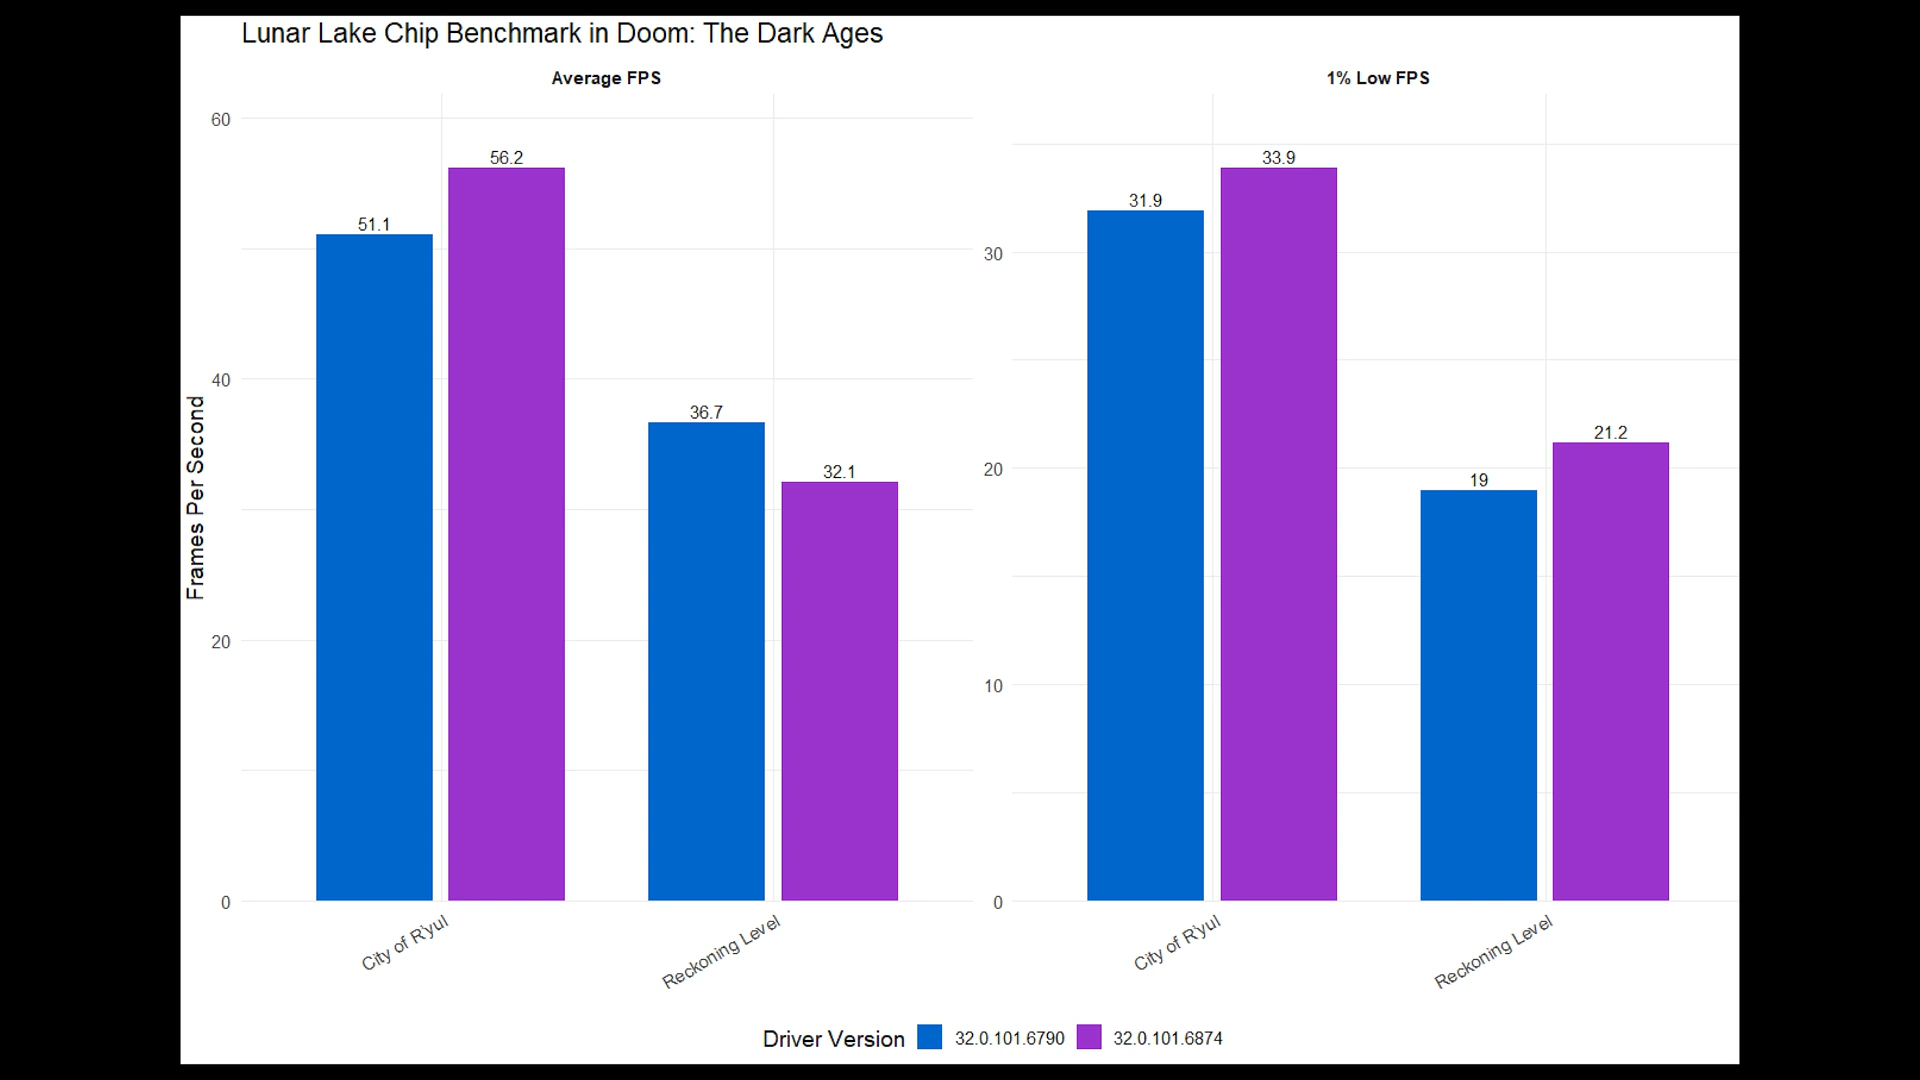 Lunar Lake Chip Benchmark in Doom: The Dark Ages
Average FPS
1% Low FPS
Frames Per Second
60
40
20
0
56.2
51.1
36.7
32.1
City of R'yul
Reckoning Level
30
20
10
0
33.9
31.9
21.2
19
City of R'yul
Reckoning Level
Driver Version 32.0.101.6790 32.0.101.6874